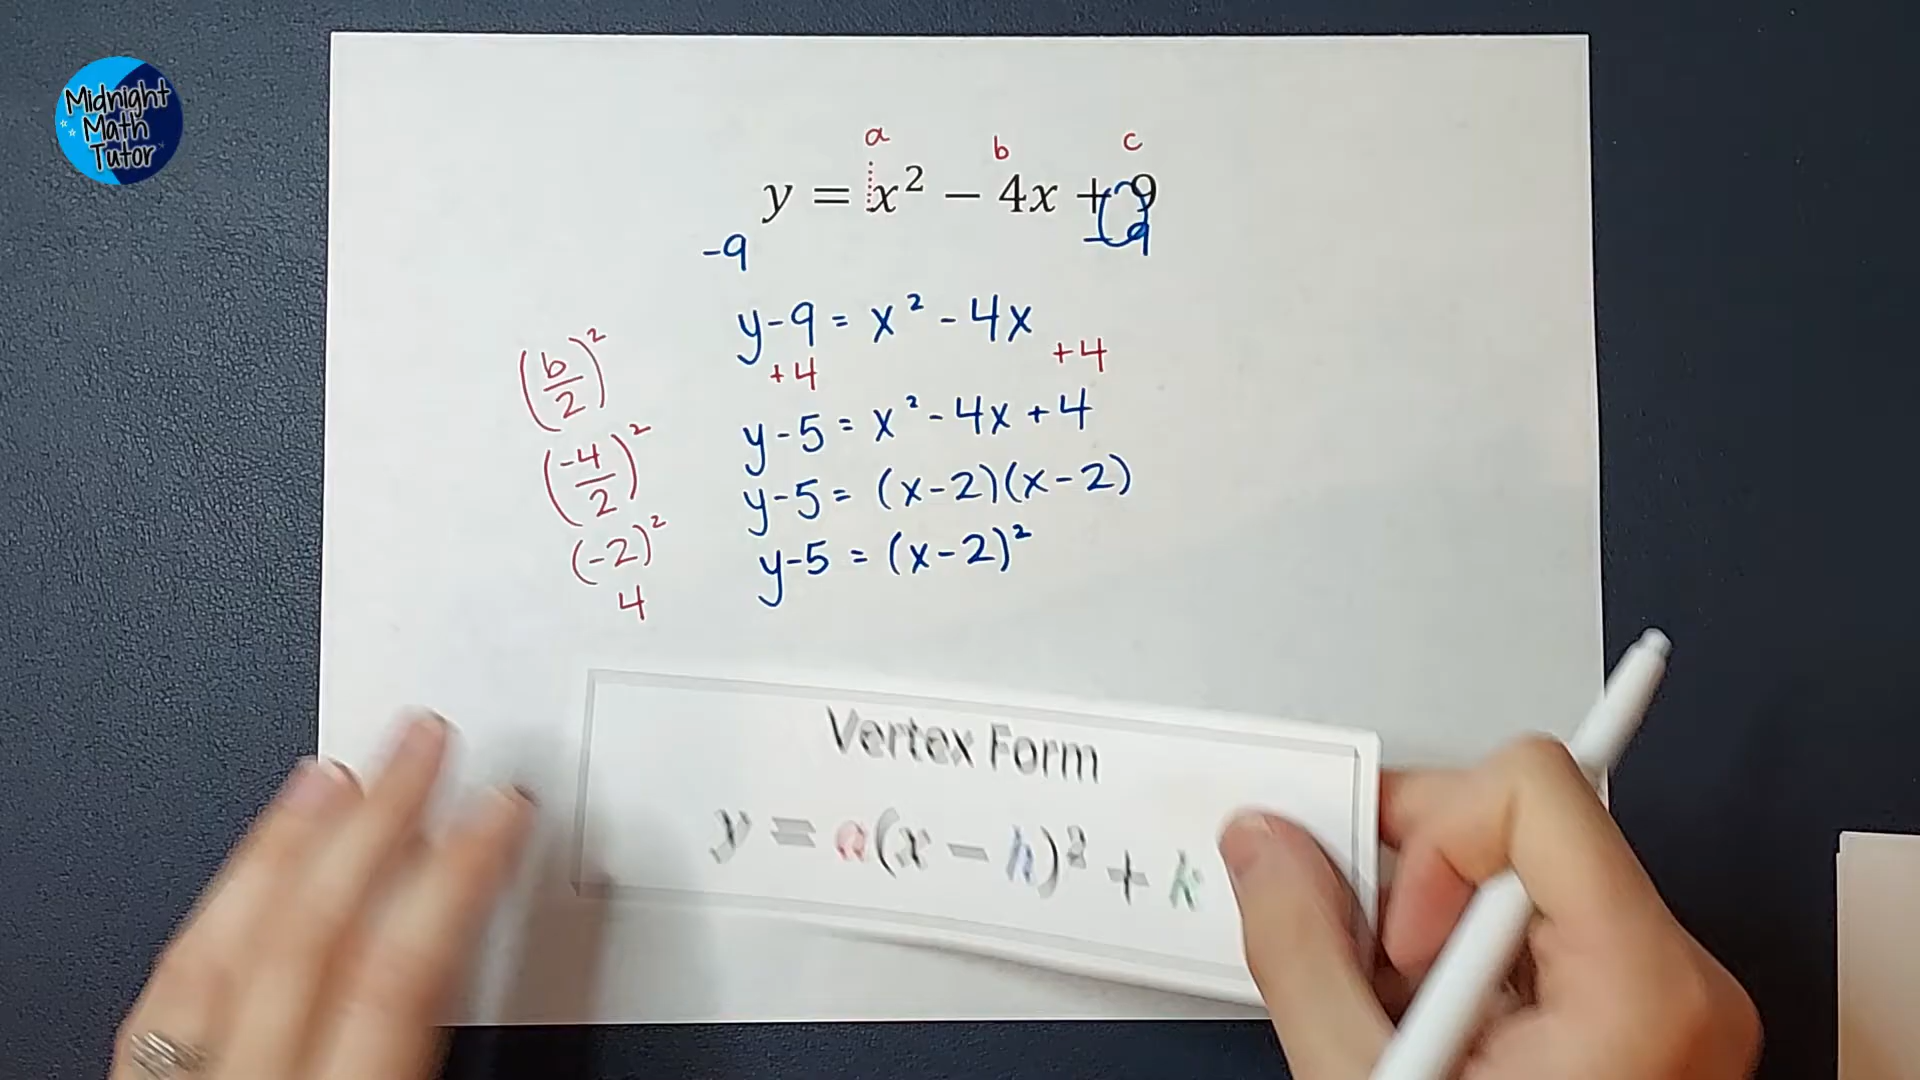 Midnight
Math
Tutor
a b c
y = x² − 4x + 9
-9 -9
y-9 = x² - 4x
+4 +4
y-5 = x² - 4x + 4
y-5 = (x-2)(x-2)
y-5 = (x-2)²
(b/2)²
(-4/2)²
(-2)²
4
Vertex Form
y = a(x − h)² + k